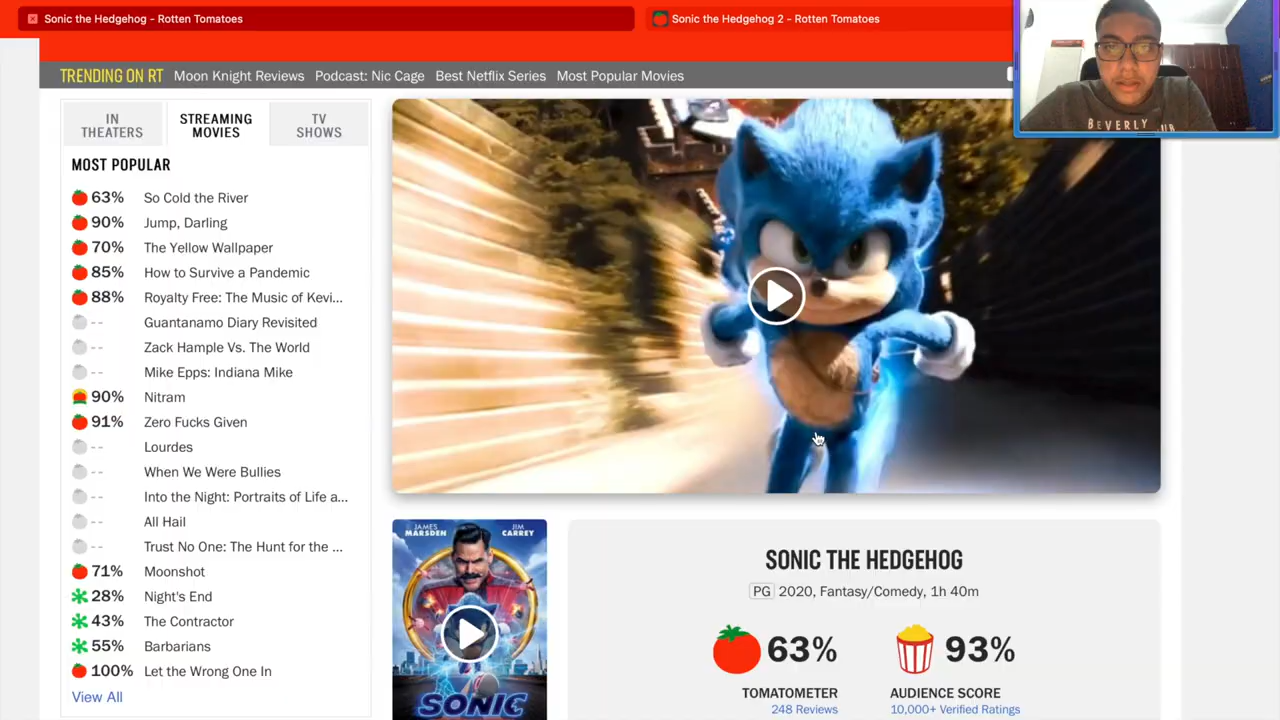 Sonic the Hedgehog - Rotten Tomatoes
Sonic the Hedgehog 2 - Rotten Tomatoes
TRENDING ON RT Moon Knight Reviews Podcast: Nic Cage Best Netflix Series Most Popular Movies
IN THEATERS
STREAMING MOVIES
TV SHOWS
MOST POPULAR
63% So Cold the River
90% Jump, Darling
70% The Yellow Wallpaper
85% How to Survive a Pandemic
88% Royalty Free: The Music of Kevi...
-- Guantanamo Diary Revisited
-- Zack Hample Vs. The World
-- Mike Epps: Indiana Mike
90% Nitram
91% Zero Fucks Given
-- Lourdes
-- When We Were Bullies
-- Into the Night: Portraits of Life a...
-- All Hail
-- Trust No One: The Hunt for the ...
71% Moonshot
28% Night's End
43% The Contractor
55% Barbarians
100% Let the Wrong One In
View All
BEVERLY
JAMES MARSDEN
JIM CARREY
SONIC
SONIC THE HEDGEHOG
PG 2020, Fantasy/Comedy, 1h 40m
63%
93%
TOMATOMETER
AUDIENCE SCORE
248 Reviews
10,000+ Verified Ratings